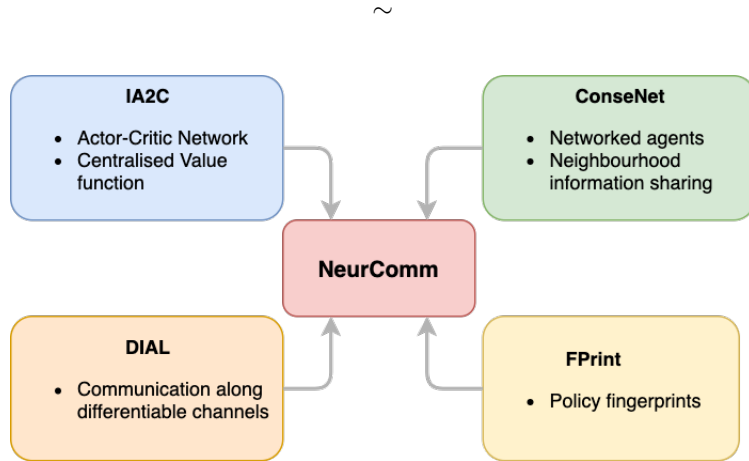 ~
IA2C
• Actor-Critic Network
• Centralised Value
function
ConseNet
• Networked agents
• Neighbourhood
information sharing
NeurComm
DIAL
• Communication along
differentiable channels
FPrint
• Policy fingerprints